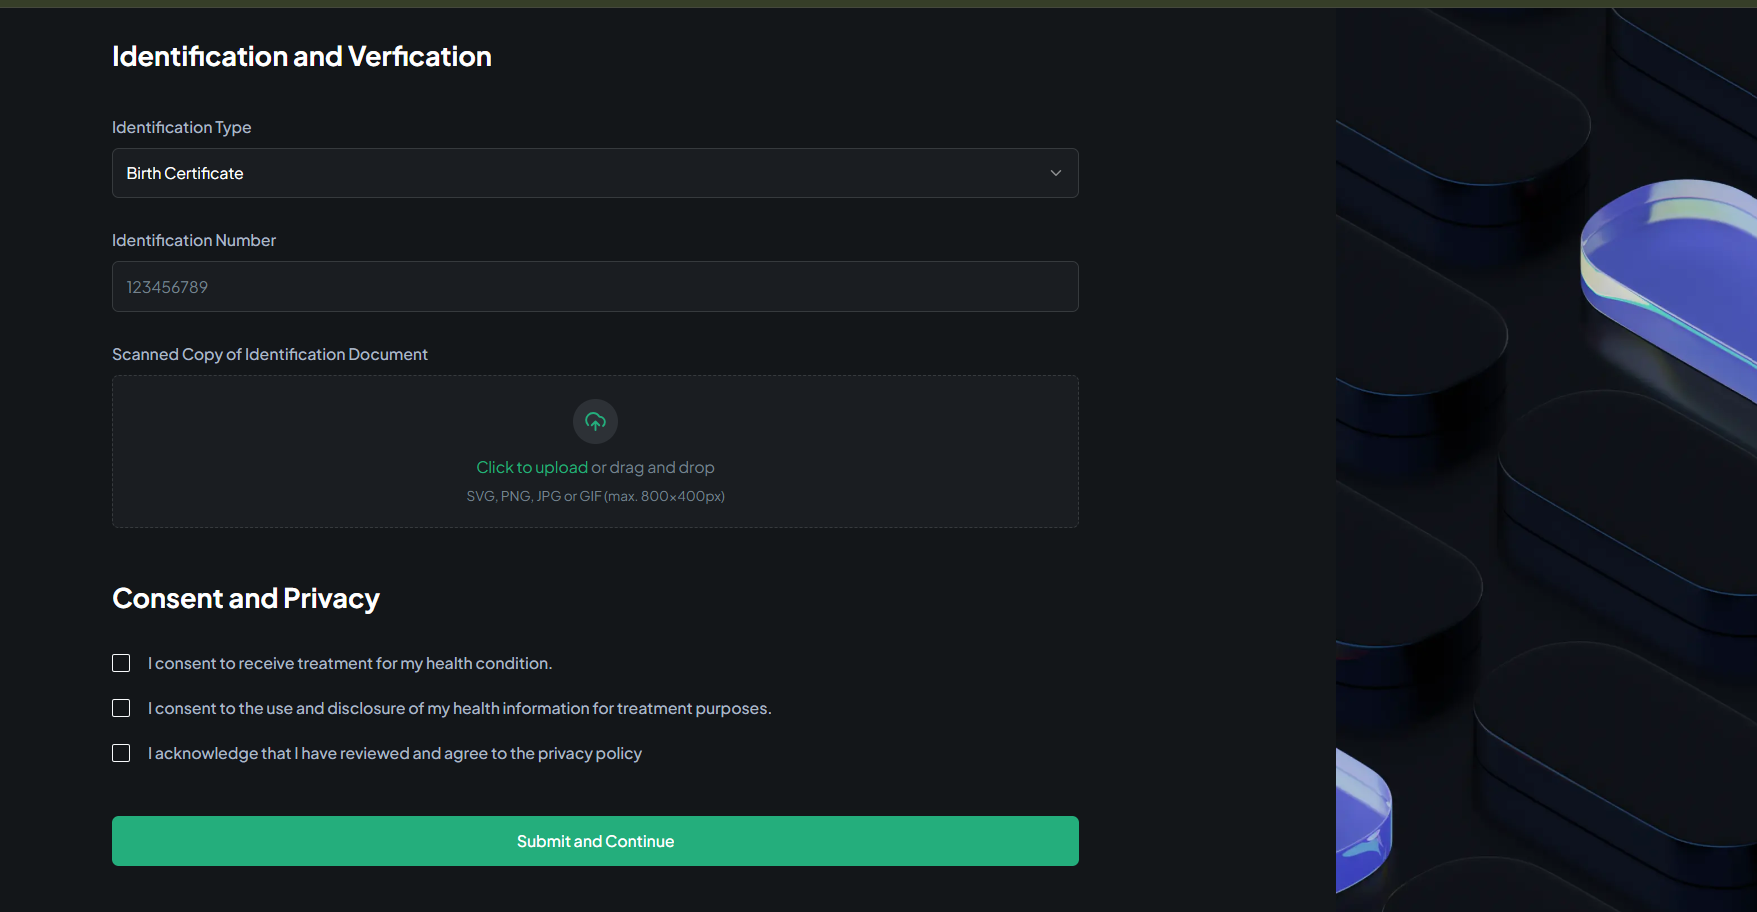 Identification and Verfication
Identification Type
Birth Certificate
Identification Number
123456789
Scanned Copy of Identification Document
Click to upload or drag and drop
SVG, PNG, JPG or GIF (max. 800×400px)
Consent and Privacy
I consent to receive treatment for my health condition.
I consent to the use and disclosure of my health information for treatment purposes.
I acknowledge that I have reviewed and agree to the privacy policy
Submit and Continue